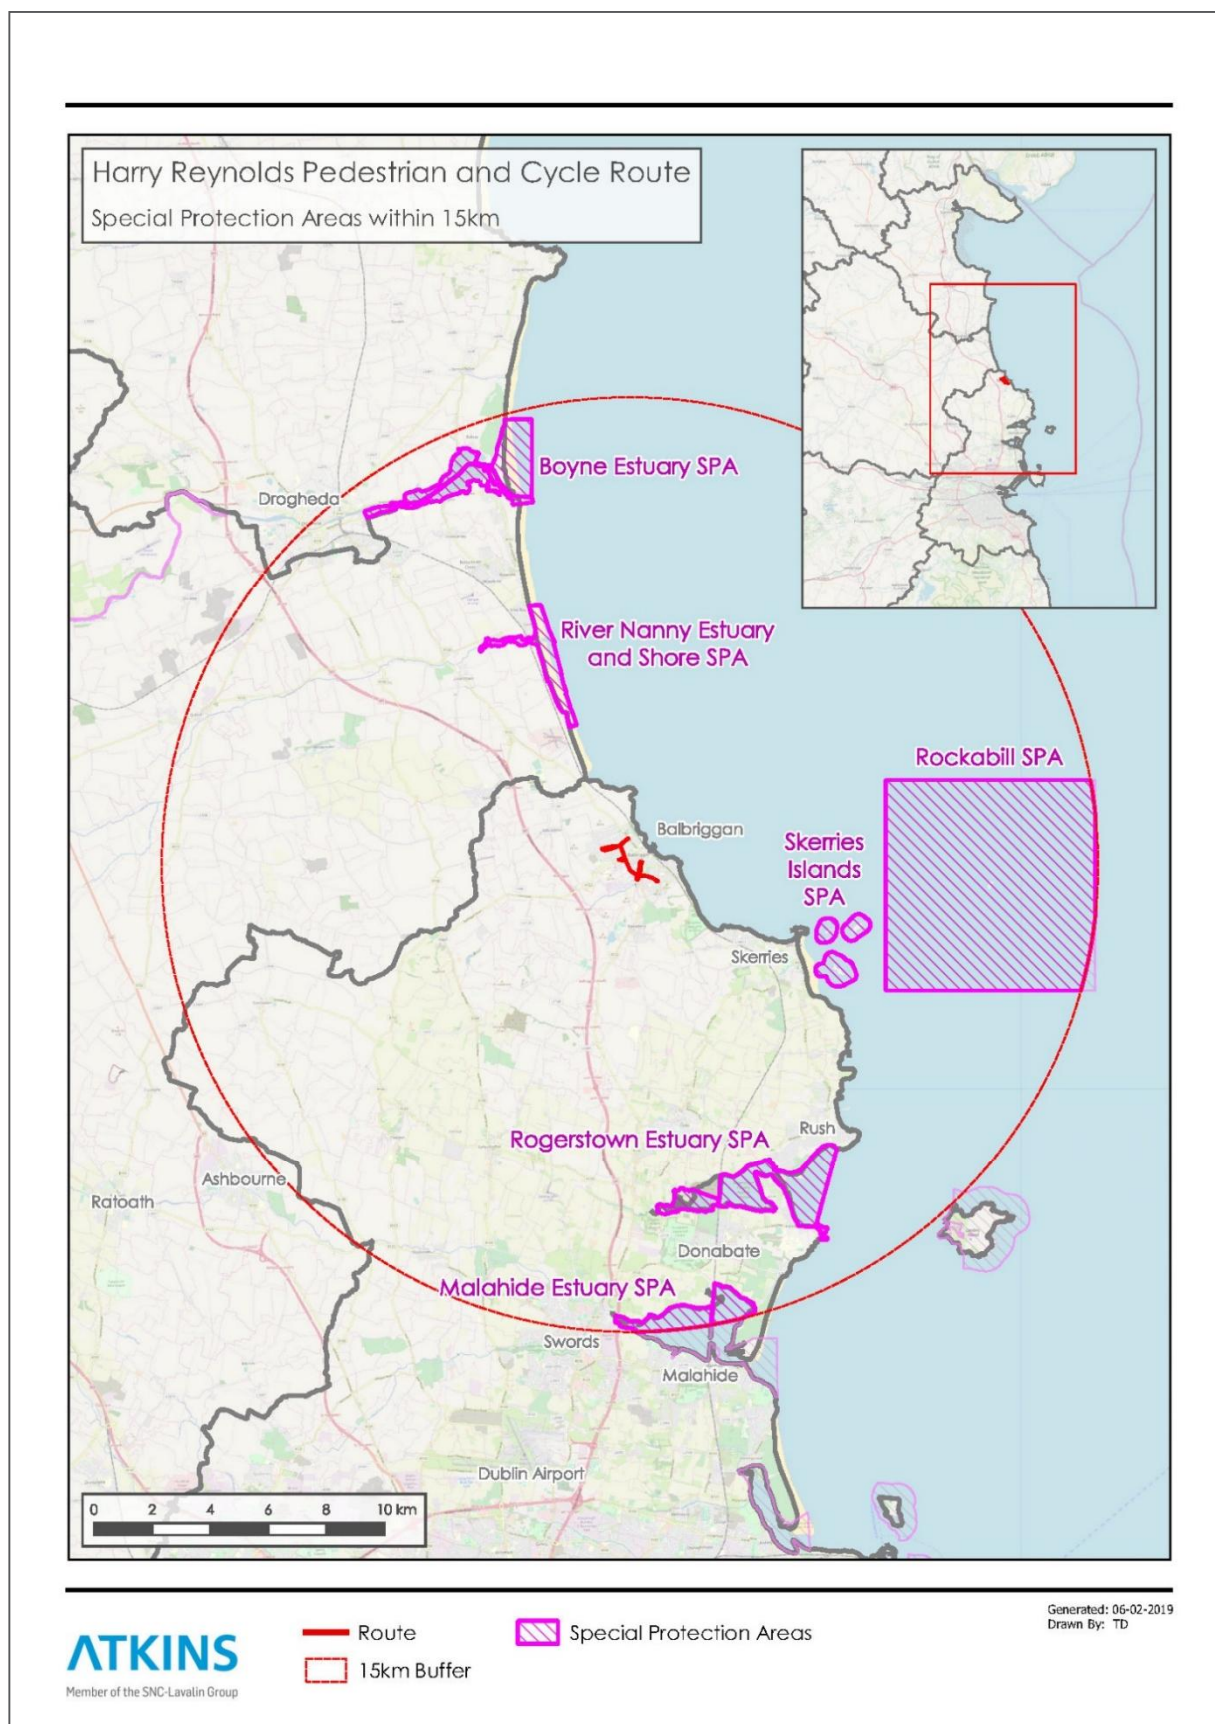 Harry Reynolds Pedestrian and Cycle Route
Special Protection Areas within 15km
Boyne Estuary SPA
Drogheda
River Nanny Estuary
and Shore SPA
Rockabill SPA
Balbriggan
Skerries
Islands
SPA
Skerries
Rush
Rogerstown Estuary SPA
Ashbourne
Ratoath
Donabate
Malahide Estuary SPA
Swords
Malahide
Dublin Airport
0 2 4 6 8 10 km
Generated: 06-02-2019
Drawn By: TD
ATKINS
Member of the SNC-Lavalin Group
Route
Special Protection Areas
15km Buffer